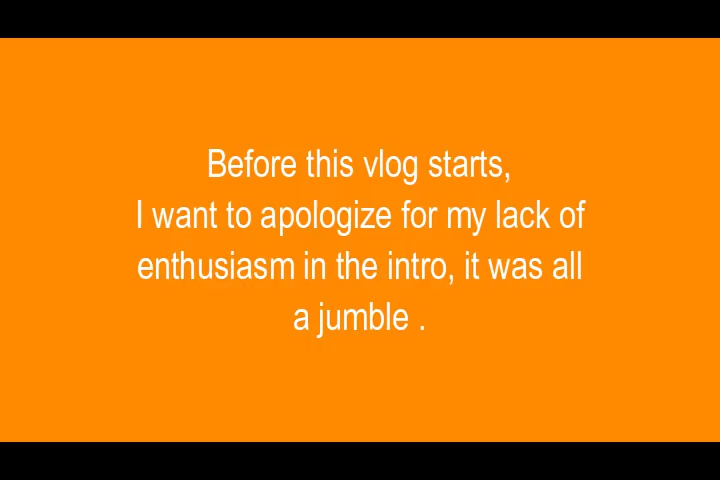 Before this vlog starts,
I want to apologize for my lack of
enthusiasm in the intro, it was all
a jumble .